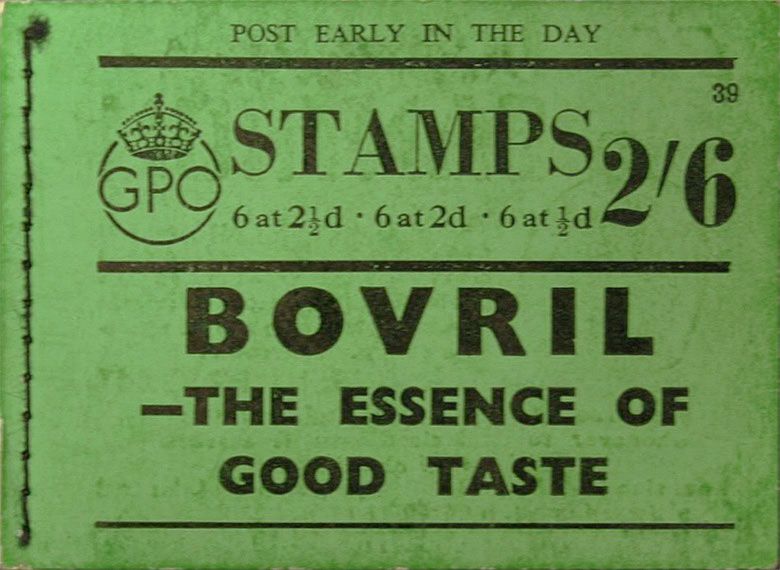 POST EARLY IN THE DAY
39
STAMPS 2/6
GPO
6 at 2½d · 6 at 2d · 6 at ½d
BOVRIL
—THE ESSENCE OF
GOOD TASTE